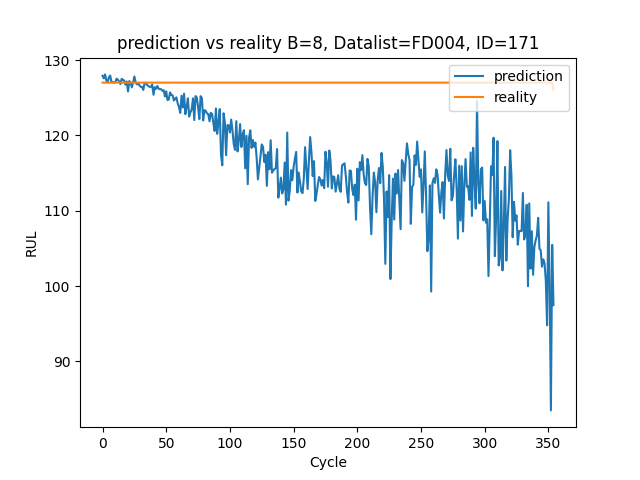 prediction vs reality B=8, Datalist=FD004, ID=171
130
120
110
100
90
RUL
prediction
reality
0 50 100 150 200 250 300 350
Cycle